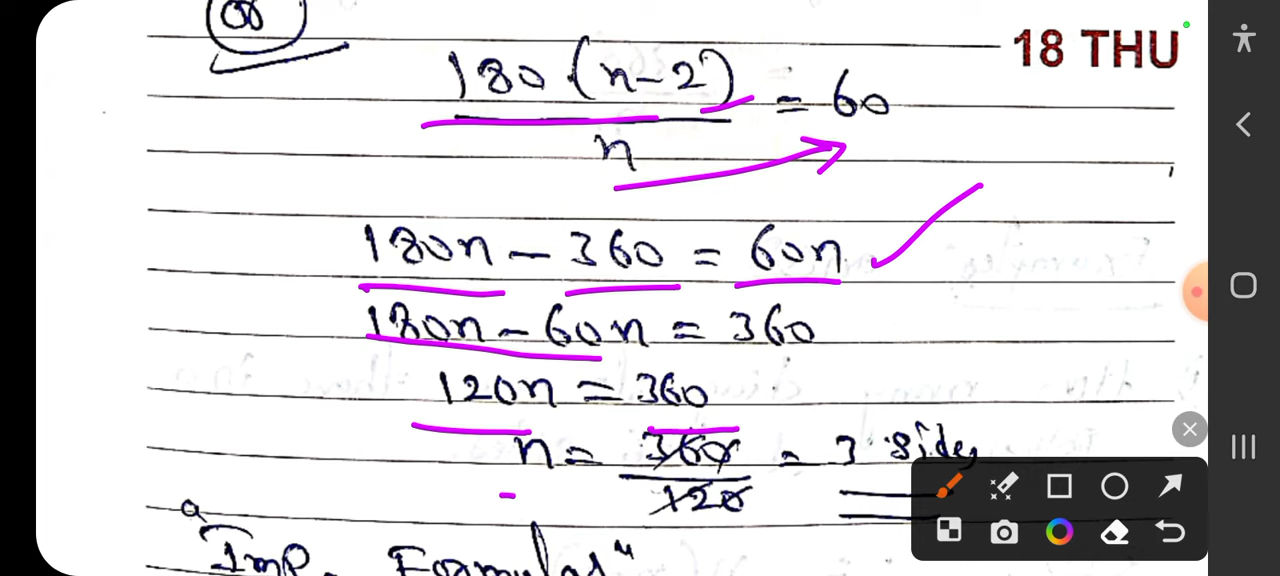 OR
18 THU
180 (n-2) / n = 60
180n - 360 = 60n
180n - 60n = 360
120n = 360
n = 360/120 = 3 sides
Imp. Formulas"